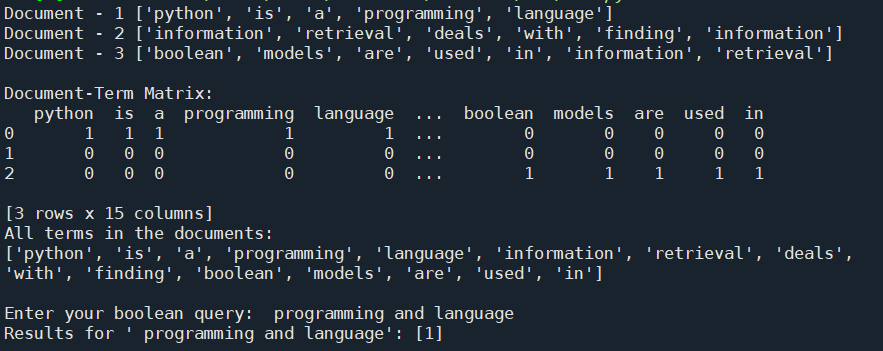 Document - 1 ['python', 'is', 'a', 'programming', 'language']
Document - 2 ['information', 'retrieval', 'deals', 'with', 'finding', 'information']
Document - 3 ['boolean', 'models', 'are', 'used', 'in', 'information', 'retrieval']

Document-Term Matrix:
   python  is  a  programming  language  ...  boolean  models  are  used  in
0       1   1  1            1         1  ...        0       0    0     0   0
1       0   0  0            0         0  ...        0       0    0     0   0
2       0   0  0            0         0  ...        1       1    1     1   1

[3 rows x 15 columns]
All terms in the documents:
['python', 'is', 'a', 'programming', 'language', 'information', 'retrieval', 'deals',
'with', 'finding', 'boolean', 'models', 'are', 'used', 'in']

Enter your boolean query:  programming and language
Results for ' programming and language': [1]